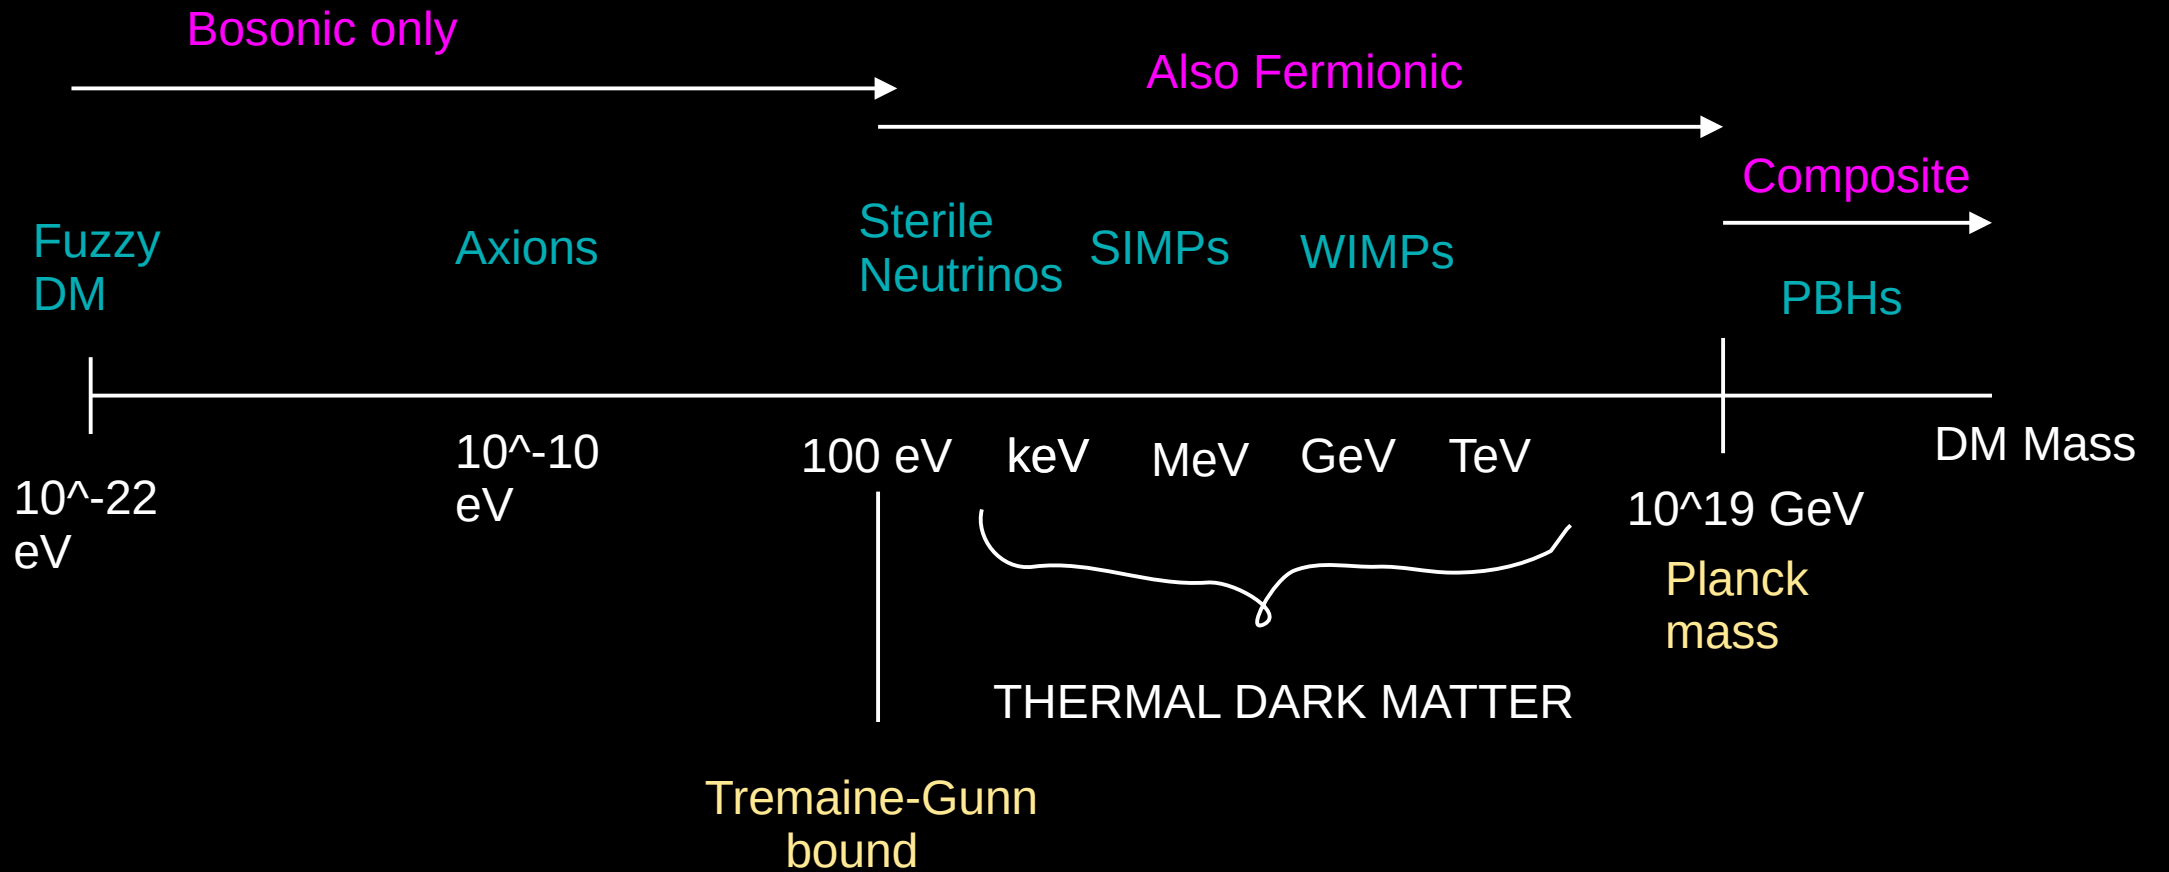 Bosonic only
Also Fermionic
Composite
Fuzzy
DM
Axions
Sterile
Neutrinos
SIMPs
WIMPs
PBHs
10^-22
eV
10^-10
eV
100 eV
keV
MeV
GeV
TeV
10^19 GeV
DM Mass
Planck
mass
THERMAL DARK MATTER
Tremaine-Gunn
bound